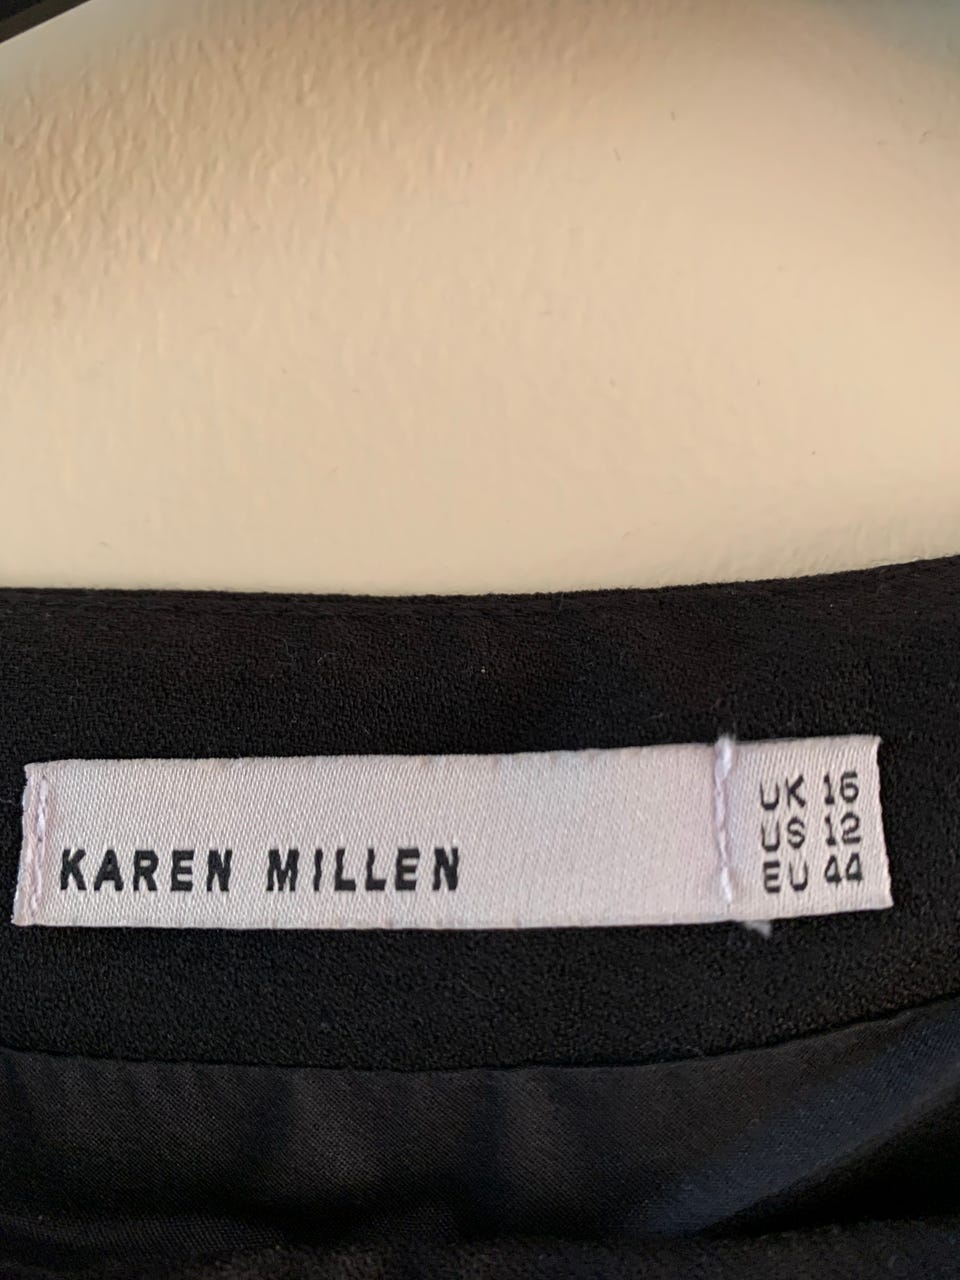 KAREN MILLEN
UK 16
US 12
EU 44